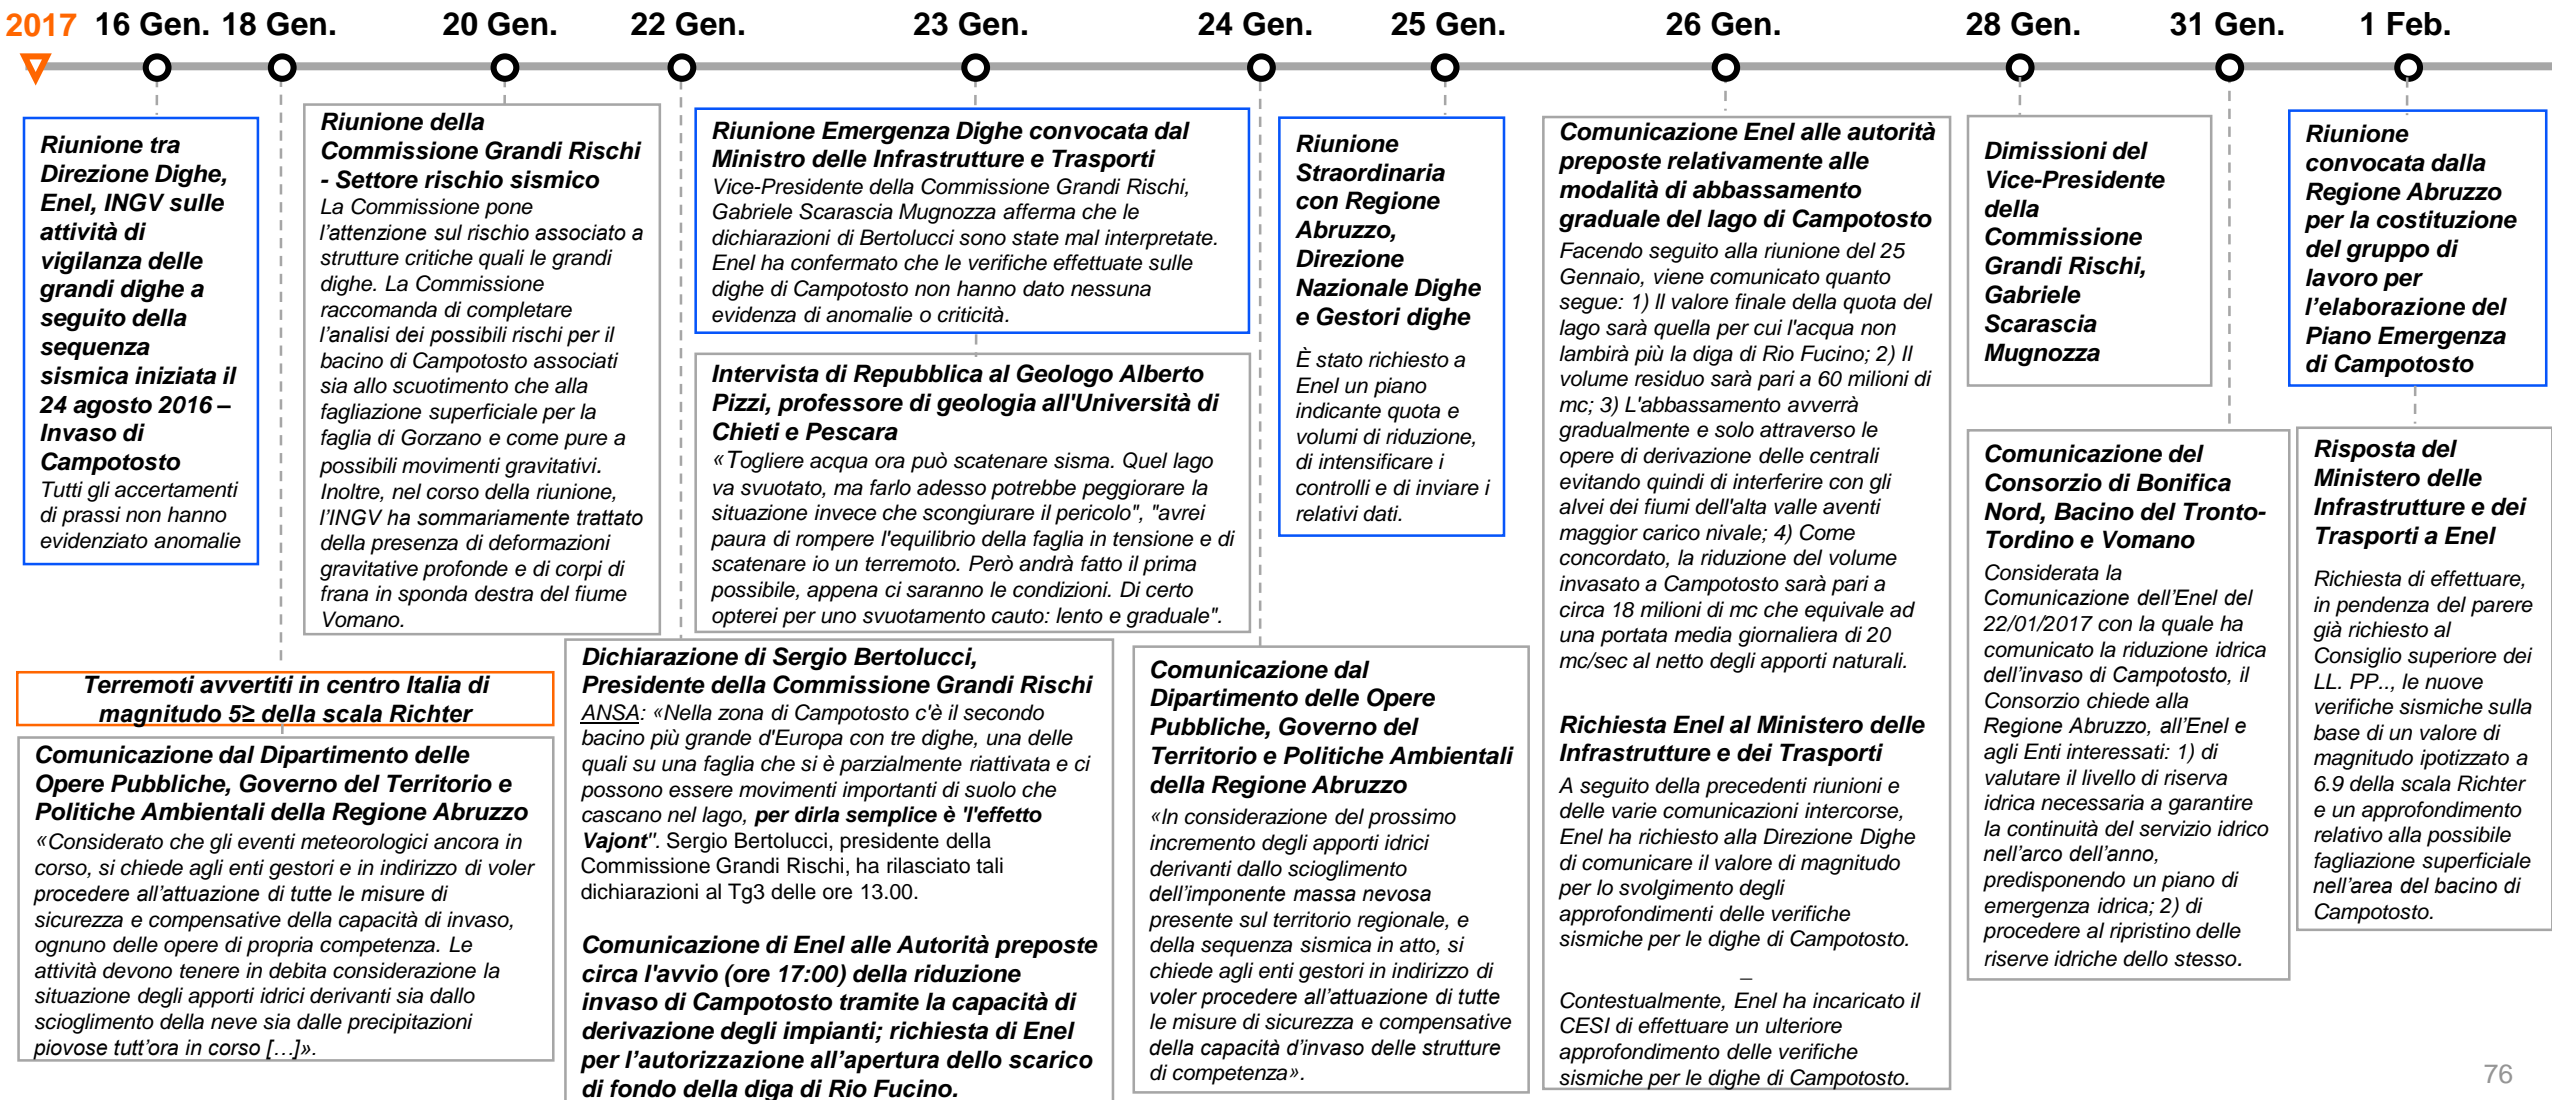 2017
16 Gen.
18 Gen.
20 Gen.
22 Gen.
23 Gen.
24 Gen.
25 Gen.
26 Gen.
28 Gen.
31 Gen.
1 Feb.
Riunione tra
Direzione Dighe,
Enel, INGV sulle
attività di
vigilanza delle
grandi dighe a
seguito della
sequenza
sismica iniziata il
24 agosto 2016 –
Invaso di
Campotosto
Tutti gli accertamenti
di prassi non hanno
evidenziato anomalie
Terremoti avvertiti in centro Italia di
magnitudo 5≥ della scala Richter
Comunicazione dal Dipartimento delle
Opere Pubbliche, Governo del Territorio e
Politiche Ambientali della Regione Abruzzo
«Considerato che gli eventi meteorologici ancora in
corso, si chiede agli enti gestori e in indirizzo di voler
procedere all'attuazione di tutte le misure di
sicurezza e compensative della capacità di invaso,
ognuno delle opere di propria competenza. Le
attività devono tenere in debita considerazione la
situazione degli apporti idrici derivanti sia dallo
scioglimento della neve sia dalle precipitazioni
piovose tutt'ora in corso […]».
Riunione della
Commissione Grandi Rischi
- Settore rischio sismico
La Commissione pone
l'attenzione sul rischio associato a
strutture critiche quali le grandi
dighe. La Commissione
raccomanda di completare
l'analisi dei possibili rischi per il
bacino di Campotosto associati
sia allo scuotimento che alla
fagliazione superficiale per la
faglia di Gorzano e come pure a
possibili movimenti gravitativi.
Inoltre, nel corso della riunione,
l'INGV ha sommariamente trattato
della presenza di deformazioni
gravitative profonde e di corpi di
frana in sponda destra del fiume
Vomano.
Dichiarazione di Sergio Bertolucci,
Presidente della Commissione Grandi Rischi
ANSA: «Nella zona di Campotosto c'è il secondo
bacino più grande d'Europa con tre dighe, una delle
quali su una faglia che si è parzialmente riattivata e ci
possono essere movimenti importanti di suolo che
cascano nel lago, per dirla semplice è 'l'effetto
Vajont". Sergio Bertolucci, presidente della
Commissione Grandi Rischi, ha rilasciato tali
dichiarazioni al Tg3 delle ore 13.00.
Comunicazione di Enel alle Autorità preposte
circa l'avvio (ore 17:00) della riduzione
invaso di Campotosto tramite la capacità di
derivazione degli impianti; richiesta di Enel
per l'autorizzazione all'apertura dello scarico
di fondo della diga di Rio Fucino.
Riunione Emergenza Dighe convocata dal
Ministro delle Infrastrutture e Trasporti
Vice-Presidente della Commissione Grandi Rischi,
Gabriele Scarascia Mugnozza afferma che le
dichiarazioni di Bertolucci sono state mal interpretate.
Enel ha confermato che le verifiche effettuate sulle
dighe di Campotosto non hanno dato nessuna
evidenza di anomalie o criticità.
Intervista di Repubblica al Geologo Alberto
Pizzi, professore di geologia all'Università di
Chieti e Pescara
«Togliere acqua ora può scatenare sisma. Quel lago
va svuotato, ma farlo adesso potrebbe peggiorare la
situazione invece che scongiurare il pericolo", "avrei
paura di rompere l'equilibrio della faglia in tensione e di
scatenare io un terremoto. Però andrà fatto il prima
possibile, appena ci saranno le condizioni. Di certo
opterei per uno svuotamento cauto: lento e graduale".
Comunicazione dal
Dipartimento delle Opere
Pubbliche, Governo del
Territorio e Politiche Ambientali
della Regione Abruzzo
«In considerazione del prossimo
incremento degli apporti idrici
derivanti dallo scioglimento
dell'imponente massa nevosa
presente sul territorio regionale, e
della sequenza sismica in atto, si
chiede agli enti gestori in indirizzo di
voler procedere all'attuazione di tutte
le misure di sicurezza e compensative
della capacità d'invaso delle strutture
di competenza».
Riunione
Straordinaria
con Regione
Abruzzo,
Direzione
Nazionale Dighe
e Gestori dighe
È stato richiesto a
Enel un piano
indicante quota e
volumi di riduzione,
di intensificare i
controlli e di inviare i
relativi dati.
Comunicazione Enel alle autorità
preposte relativamente alle
modalità di abbassamento
graduale del lago di Campotosto
Facendo seguito alla riunione del 25
Gennaio, viene comunicato quanto
segue: 1) Il valore finale della quota del
lago sarà quella per cui l'acqua non
lambirà più la diga di Rio Fucino; 2) Il
volume residuo sarà pari a 60 milioni di
mc; 3) L'abbassamento avverrà
gradualmente e solo attraverso le
opere di derivazione delle centrali
evitando quindi di interferire con gli
alvei dei fiumi dell'alta valle aventi
maggior carico nivale; 4) Come
concordato, la riduzione del volume
invasato a Campotosto sarà pari a
circa 18 milioni di mc che equivale ad
una portata media giornaliera di 20
mc/sec al netto degli apporti naturali.
Richiesta Enel al Ministero delle
Infrastrutture e dei Trasporti
A seguito della precedenti riunioni e
delle varie comunicazioni intercorse,
Enel ha richiesto alla Direzione Dighe
di comunicare il valore di magnitudo
per lo svolgimento degli
approfondimenti delle verifiche
sismiche per le dighe di Campotosto.
–
Contestualmente, Enel ha incaricato il
CESI di effettuare un ulteriore
approfondimento delle verifiche
sismiche per le dighe di Campotosto.
Dimissioni del
Vice-Presidente
della
Commissione
Grandi Rischi,
Gabriele
Scarascia
Mugnozza
Comunicazione del
Consorzio di Bonifica
Nord, Bacino del Tronto-
Tordino e Vomano
Considerata la
Comunicazione dell'Enel del
22/01/2017 con la quale ha
comunicato la riduzione idrica
dell'invaso di Campotosto, il
Consorzio chiede alla
Regione Abruzzo, all'Enel e
agli Enti interessati: 1) di
valutare il livello di riserva
idrica necessaria a garantire
la continuità del servizio idrico
nell'arco dell'anno,
predisponendo un piano di
emergenza idrica; 2) di
procedere al ripristino delle
riserve idriche dello stesso.
Riunione
convocata dalla
Regione Abruzzo
per la costituzione
del gruppo di
lavoro per
l'elaborazione del
Piano Emergenza
di Campotosto
Risposta del
Ministero delle
Infrastrutture e dei
Trasporti a Enel
Richiesta di effettuare,
in pendenza del parere
già richiesto al
Consiglio superiore dei
LL. PP.., le nuove
verifiche sismiche sulla
base di un valore di
magnitudo ipotizzato a
6.9 della scala Richter
e un approfondimento
relativo alla possibile
fagliazione superficiale
nell'area del bacino di
Campotosto.
76